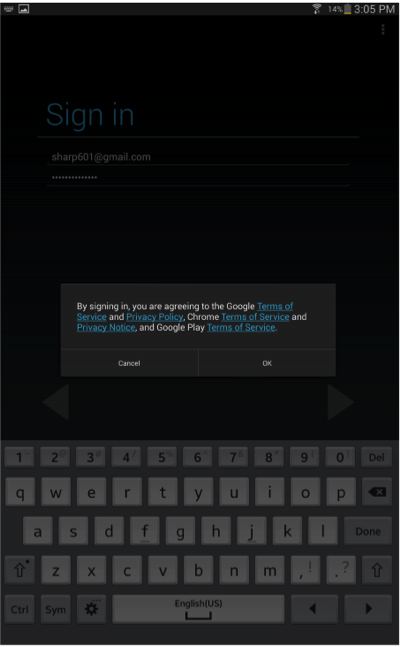 14% 3:05 PM
Sign in
sharp601@gmail.com
••••••••••••••
By signing in, you are agreeing to the Google Terms of
Service and Privacy Policy, Chrome Terms of Service and
Privacy Notice, and Google Play Terms of Service.
Cancel OK
1 2 3 4 5 6 7 8 9 0 Del
q w e r t y u i o p
a s d f g h j k l Done
z x c v b n m , ! . ?
Ctrl Sym English(US)